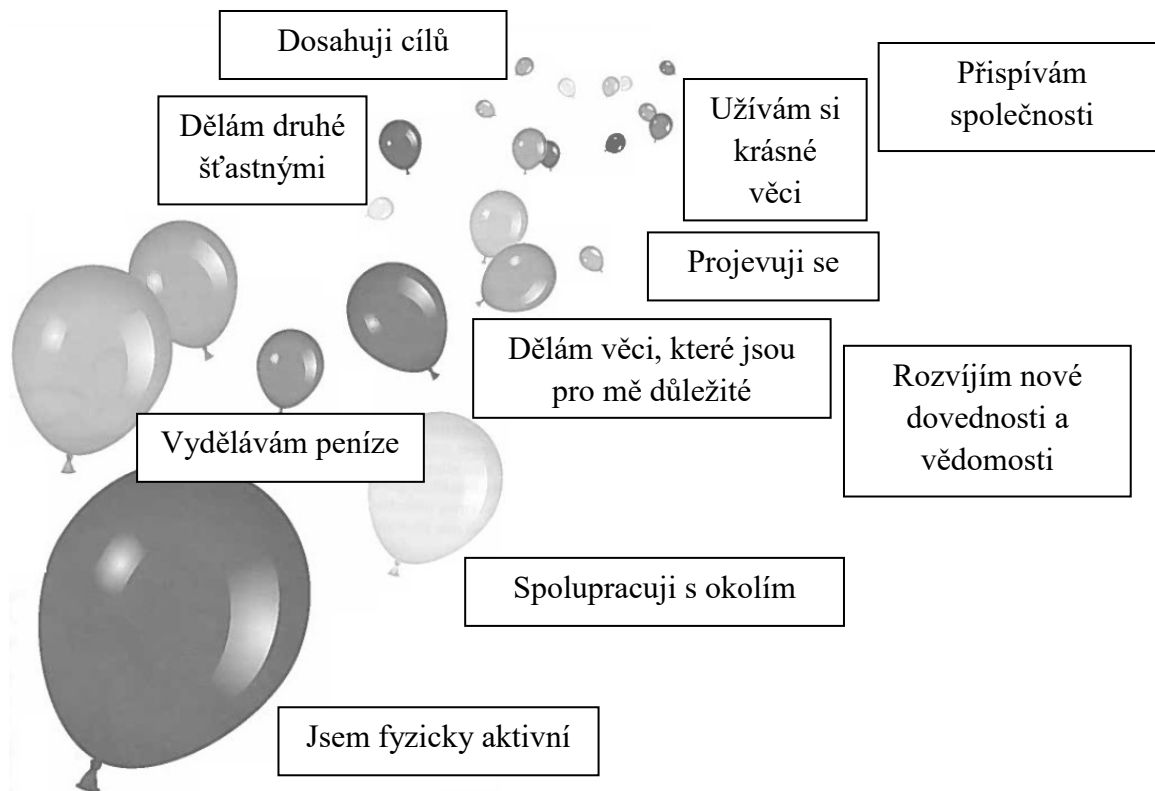 Dosahuji cílů
Přispívám
společnosti
Dělám druhé
šťastnými
Užívám si
krásné
věci
Projevuji se
Dělám věci, které jsou
pro mě důležité
Rozvíjím nové
dovednosti a
vědomosti
Vydělávám peníze
Spolupracuji s okolím
Jsem fyzicky aktivní